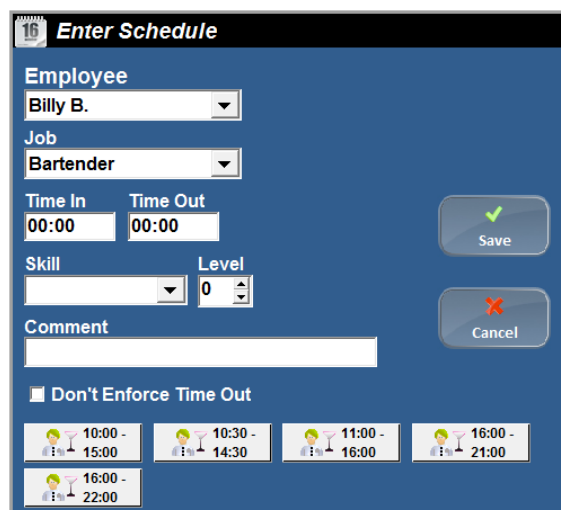 16 Enter Schedule
Employee
Billy B.
Job
Bartender
Time In Time Out
00:00 00:00
Save
Skill Level
0
Cancel
Comment
Don't Enforce Time Out
10:00 - 10:30 - 11:00 - 16:00 -
15:00 14:30 16:00 21:00
16:00 -
22:00